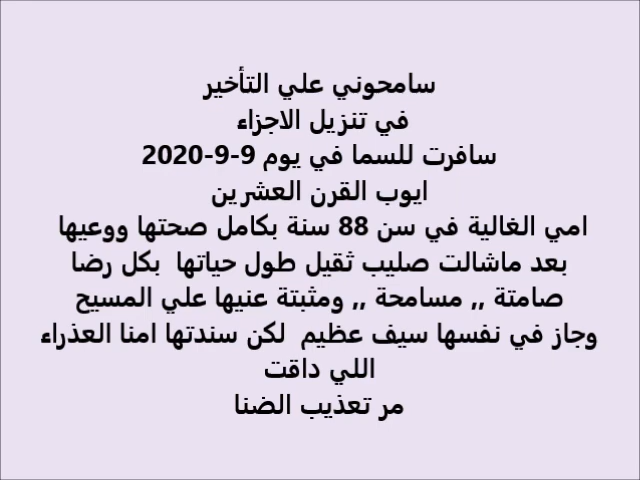 سامحوني علي التأخير
في تنزيل الاجزاء
سافرت للسما في يوم 9-9-2020
ايوب القرن العشرين
امي الغالية في سن 88 سنة بكامل صحتها ووعيها
بعد ماشالت صليب ثقيل طول حياتها بكل رضا
صامتة ,, مسامحة ,, ومثبتة عنيها علي المسيح
وجاز في نفسها سيف عظيم لكن سندتها امنا العذراء
اللي داقت
مر تعذيب الضنا